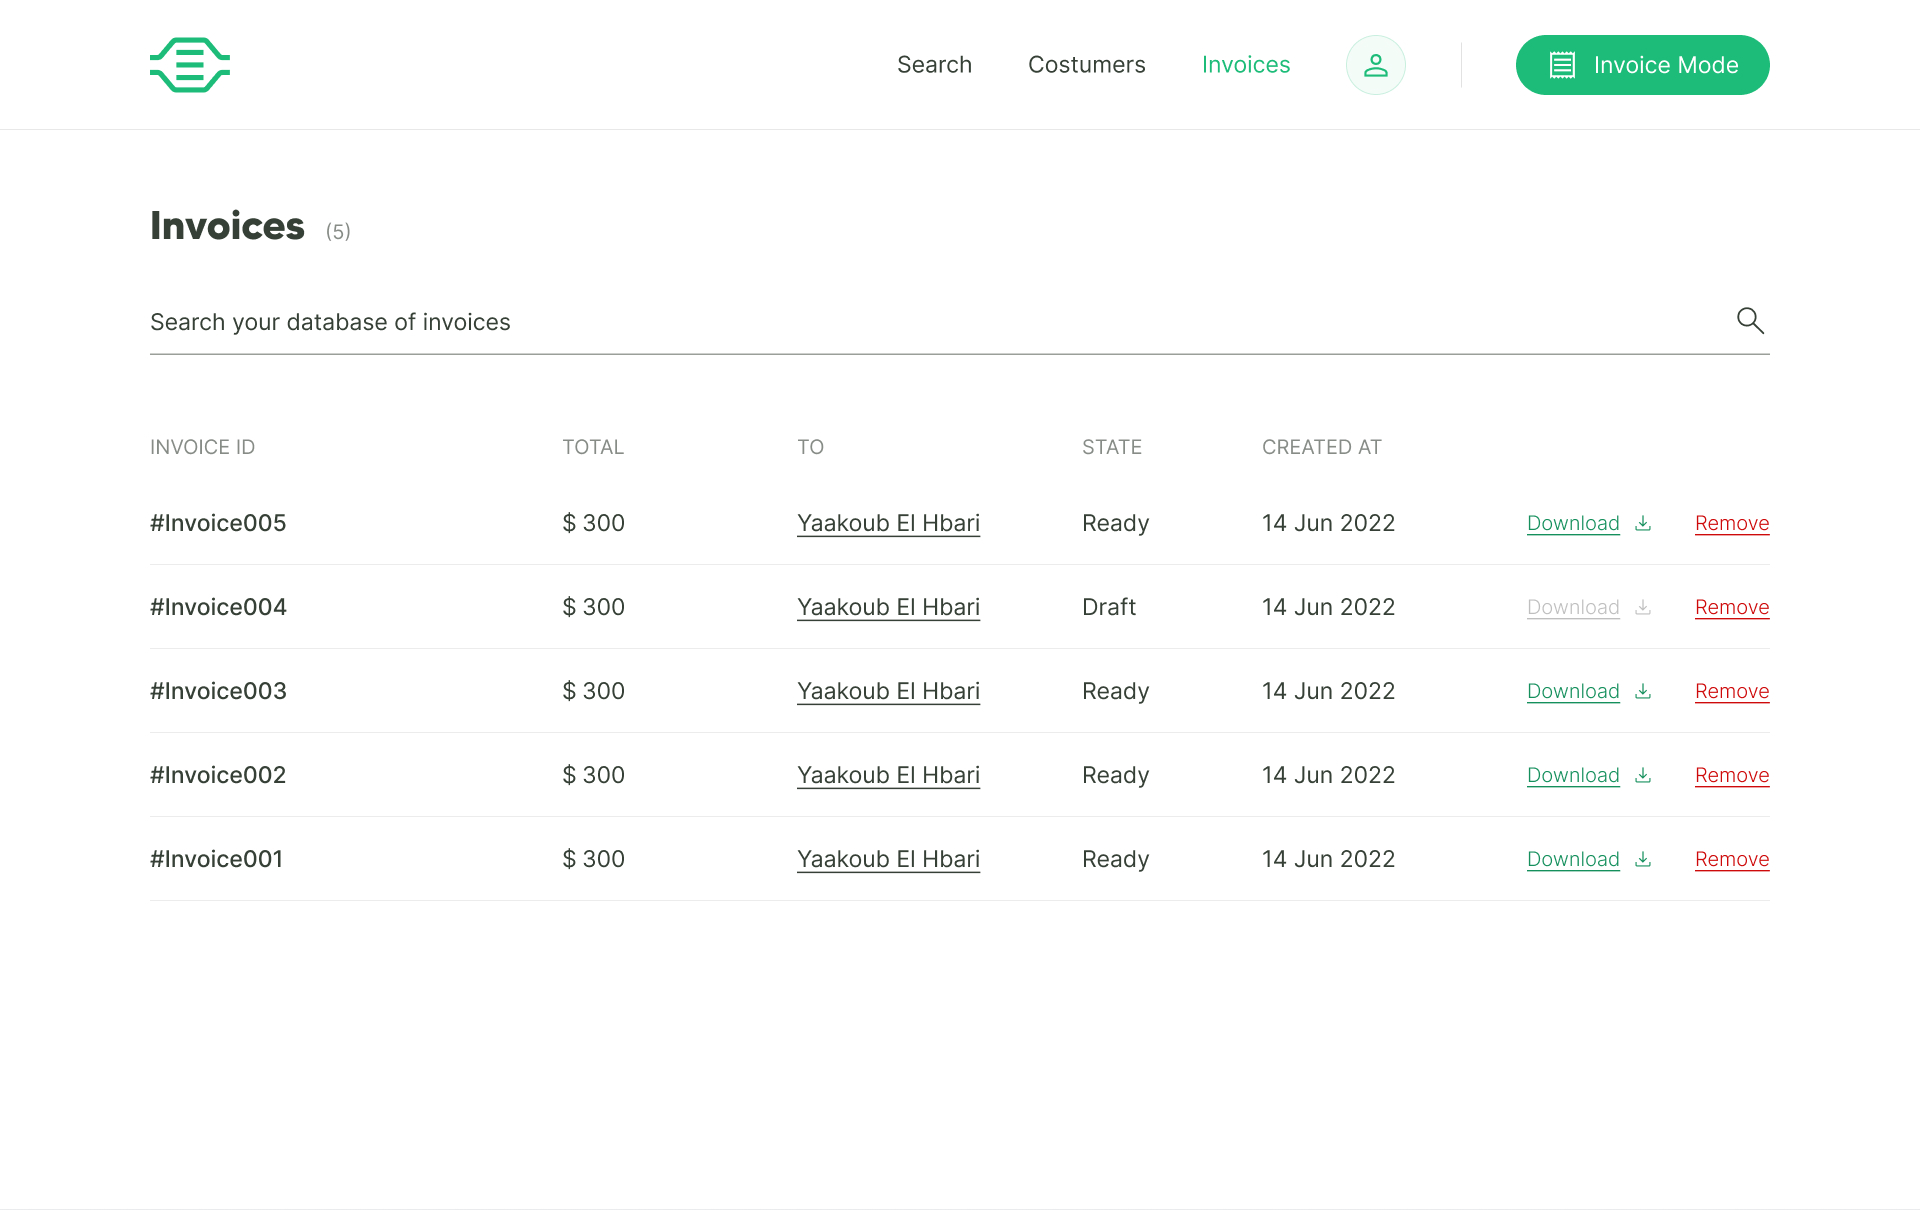 Search Costumers Invoices Invoice Mode
Invoices (5)
Search your database of invoices
INVOICE ID TOTAL TO STATE CREATED AT
#Invoice005 $ 300 Yaakoub El Hbari Ready 14 Jun 2022 Download Remove
#Invoice004 $ 300 Yaakoub El Hbari Draft 14 Jun 2022 Download Remove
#Invoice003 $ 300 Yaakoub El Hbari Ready 14 Jun 2022 Download Remove
#Invoice002 $ 300 Yaakoub El Hbari Ready 14 Jun 2022 Download Remove
#Invoice001 $ 300 Yaakoub El Hbari Ready 14 Jun 2022 Download Remove